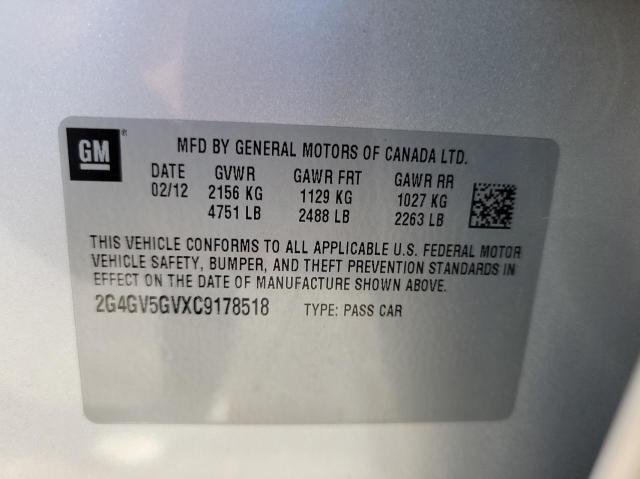 GM
MFD BY GENERAL MOTORS OF CANADA LTD.
DATE GVWR GAWR FRT GAWR RR
02/12 2156 KG 1129 KG 1027 KG
4751 LB 2488 LB 2263 LB
THIS VEHICLE CONFORMS TO ALL APPLICABLE U.S. FEDERAL MOTOR
VEHICLE SAFETY, BUMPER, AND THEFT PREVENTION STANDARDS IN
EFFECT ON THE DATE OF MANUFACTURE SHOWN ABOVE.
2G4GV5GVXC9178518 TYPE: PASS CAR